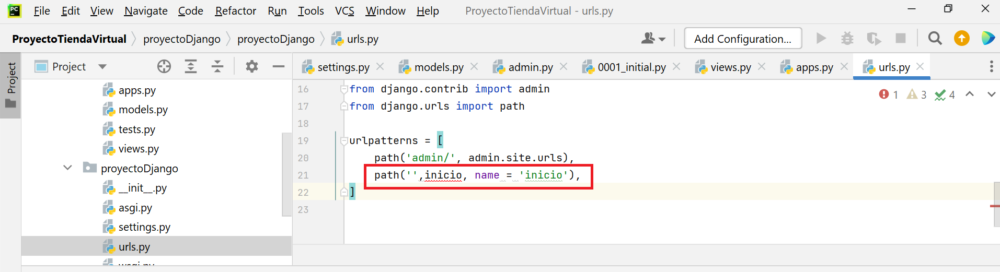 PC File Edit View Navigate Code Refactor Run Tools VCS Window Help ProyectoTiendaVirtual - urls.py
ProyectoTiendaVirtual proyectoDjango proyectoDjango urls.py Add Configuration...
Project
Project
settings.py models.py admin.py 0001_initial.py views.py apps.py urls.py
apps.py
models.py
tests.py
views.py
proyectoDjango
__init__.py
asgi.py
settings.py
urls.py
wsgi.py
1 3 4
16 from django.contrib import admin
17 from django.urls import path
18
19 urlpatterns = [
20 path('admin/', admin.site.urls),
21 path('',inicio, name = 'inicio'),
22 ]
23